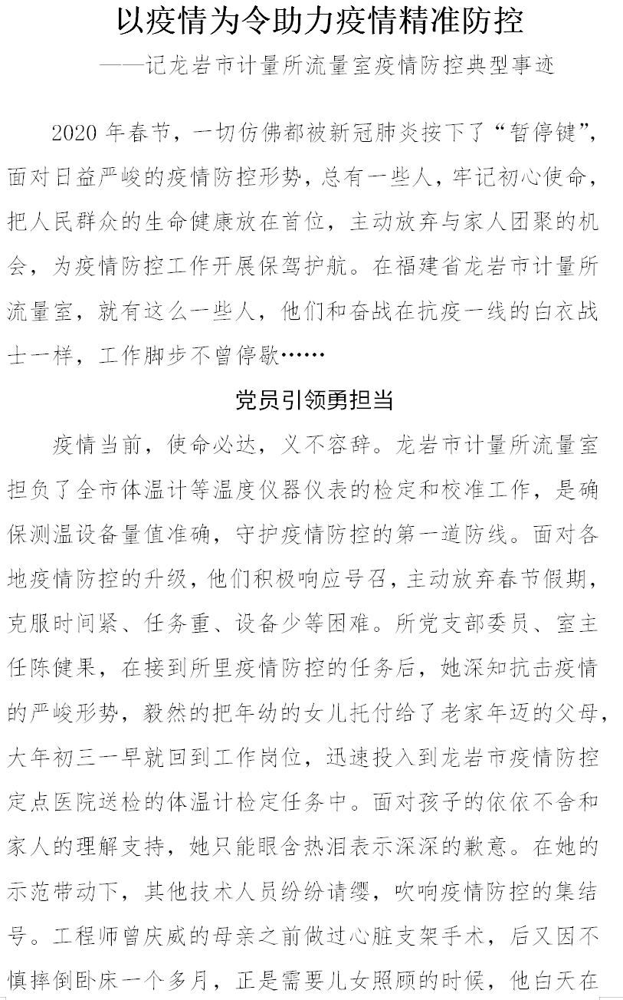 以疫情为令助力疫情精准防控
——记龙岩市计量所流量室疫情防控典型事迹
2020 年春节，一切仿佛都被新冠肺炎按下了“暂停键”，
面对日益严峻的疫情防控形势，总有一些人，牢记初心使命，
把人民群众的生命健康放在首位，主动放弃与家人团聚的机
会，为疫情防控工作开展保驾护航。在福建省龙岩市计量所
流量室，就有这么一些人，他们和奋战在抗疫一线的白衣战
士一样，工作脚步不曾停歇……
党员引领勇担当
疫情当前，使命必达，义不容辞。龙岩市计量所流量室
担负了全市体温计等温度仪器仪表的检定和校准工作，是确
保测温设备量值准确，守护疫情防控的第一道防线。面对各
地疫情防控的升级，他们积极响应号召，主动放弃春节假期，
克服时间紧、任务重、设备少等困难。所党支部委员、室主
任陈健果，在接到所里疫情防控的任务后，她深知抗击疫情
的严峻形势，毅然的把年幼的女儿托付给了老家年迈的父母，
大年初三一早就回到工作岗位，迅速投入到龙岩市疫情防控
定点医院送检的体温计检定任务中。面对孩子的依依不舍和
家人的理解支持，她只能眼含热泪表示深深的歉意。在她的
示范带动下，其他技术人员纷纷请缨，吹响疫情防控的集结
号。工程师曾庆威的母亲之前做过心脏支架手术，后又因不
慎摔倒卧床一个多月，正是需要儿女照顾的时候，他白天在